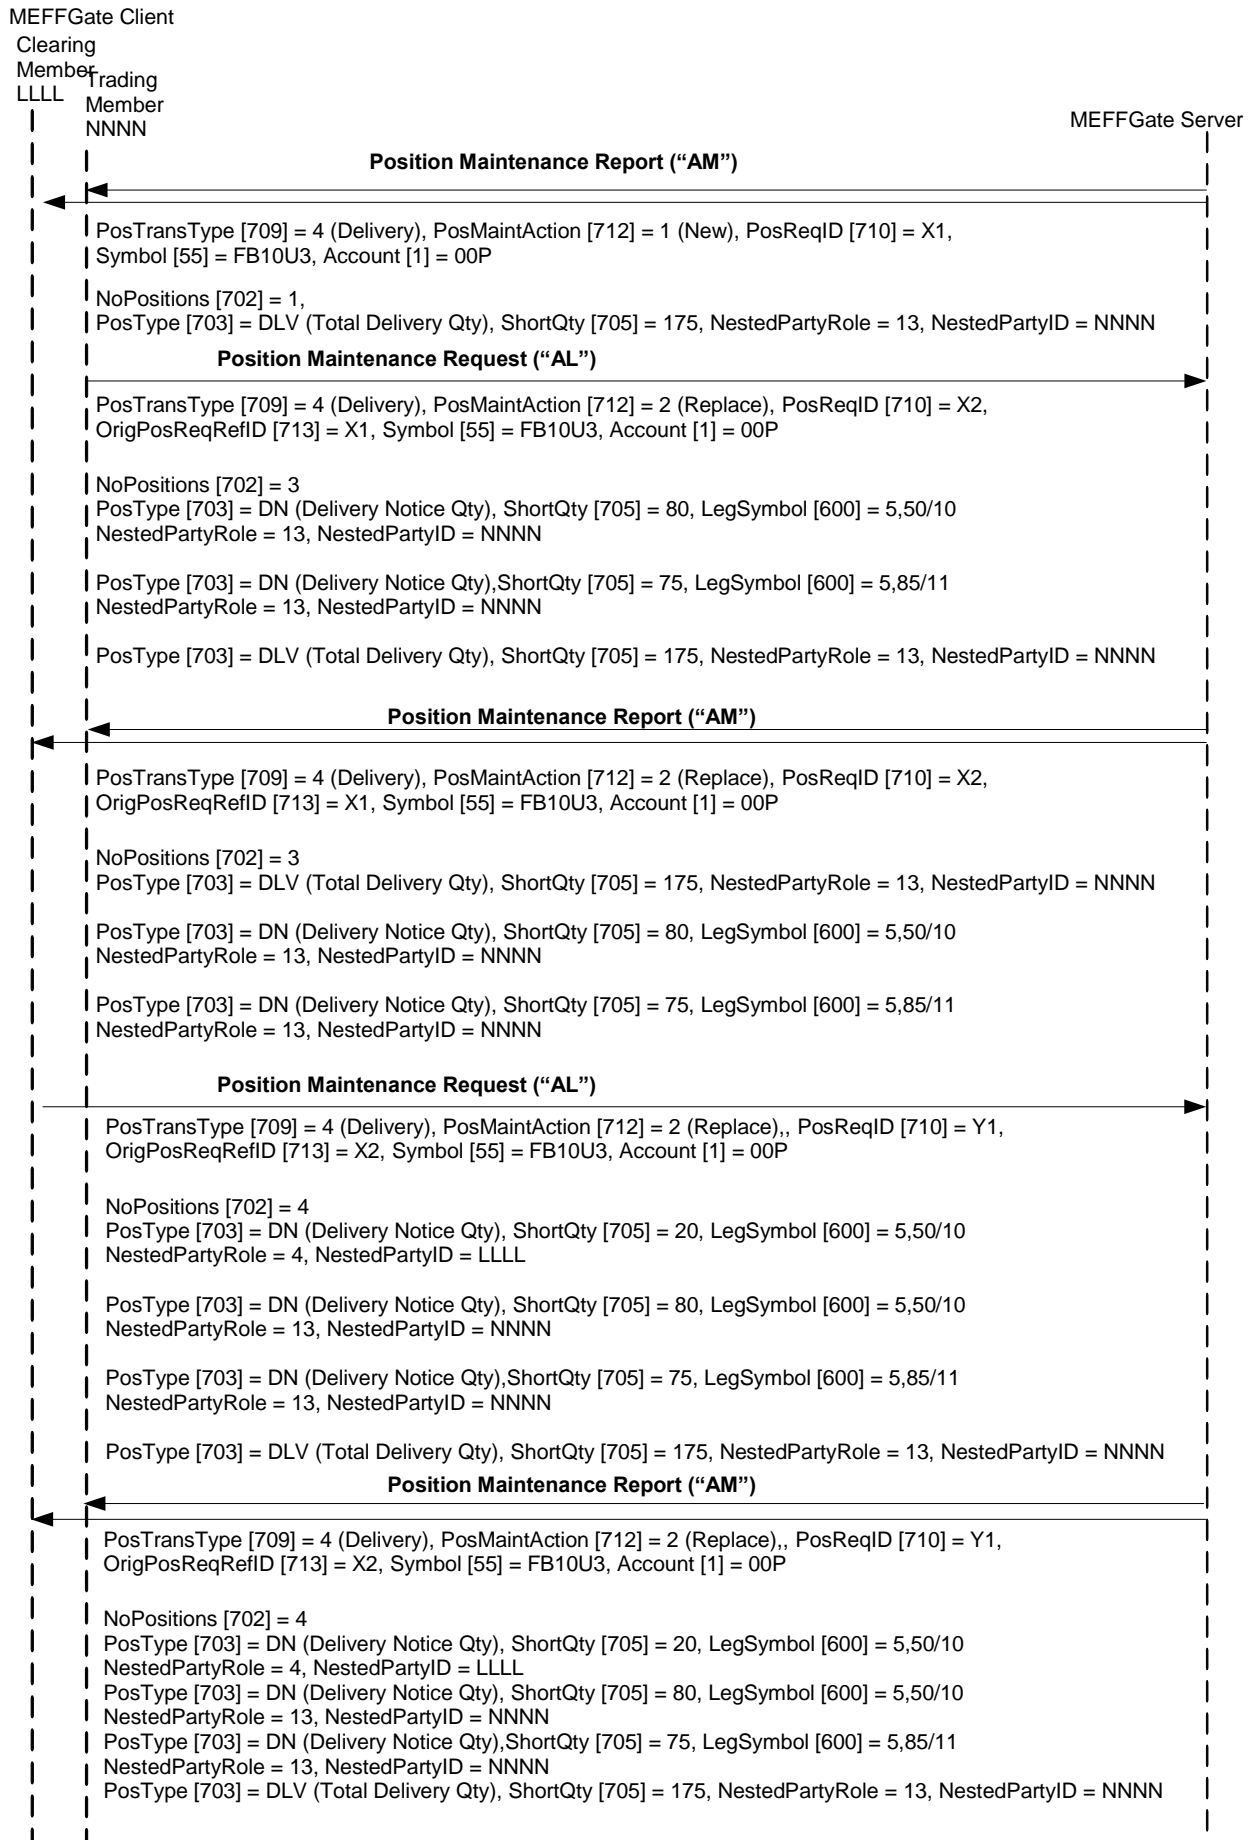 MEFFGate Client
Clearing
Member
LLLL
Trading
Member
NNNN
MEFFGate Server
Position Maintenance Report (“AM”)
PosTransType [709] = 4 (Delivery), PosMaintAction [712] = 1 (New), PosReqID [710] = X1,
Symbol [55] = FB10U3, Account [1] = 00P
NoPositions [702] = 1,
PosType [703] = DLV (Total Delivery Qty), ShortQty [705] = 175, NestedPartyRole = 13, NestedPartyID = NNNN
Position Maintenance Request (“AL”)
PosTransType [709] = 4 (Delivery), PosMaintAction [712] = 2 (Replace), PosReqID [710] = X2,
OrigPosReqRefID [713] = X1, Symbol [55] = FB10U3, Account [1] = 00P
NoPositions [702] = 3
PosType [703] = DN (Delivery Notice Qty), ShortQty [705] = 80, LegSymbol [600] = 5,50/10
NestedPartyRole = 13, NestedPartyID = NNNN
PosType [703] = DN (Delivery Notice Qty),ShortQty [705] = 75, LegSymbol [600] = 5,85/11
NestedPartyRole = 13, NestedPartyID = NNNN
PosType [703] = DLV (Total Delivery Qty), ShortQty [705] = 175, NestedPartyRole = 13, NestedPartyID = NNNN
Position Maintenance Report (“AM”)
PosTransType [709] = 4 (Delivery), PosMaintAction [712] = 2 (Replace), PosReqID [710] = X2,
OrigPosReqRefID [713] = X1, Symbol [55] = FB10U3, Account [1] = 00P
NoPositions [702] = 3
PosType [703] = DLV (Total Delivery Qty), ShortQty [705] = 175, NestedPartyRole = 13, NestedPartyID = NNNN
PosType [703] = DN (Delivery Notice Qty), ShortQty [705] = 80, LegSymbol [600] = 5,50/10
NestedPartyRole = 13, NestedPartyID = NNNN
PosType [703] = DN (Delivery Notice Qty), ShortQty [705] = 75, LegSymbol [600] = 5,85/11
NestedPartyRole = 13, NestedPartyID = NNNN
Position Maintenance Request (“AL”)
PosTransType [709] = 4 (Delivery), PosMaintAction [712] = 2 (Replace),, PosReqID [710] = Y1,
OrigPosReqRefID [713] = X2, Symbol [55] = FB10U3, Account [1] = 00P
NoPositions [702] = 4
PosType [703] = DN (Delivery Notice Qty), ShortQty [705] = 20, LegSymbol [600] = 5,50/10
NestedPartyRole = 4, NestedPartyID = LLLL
PosType [703] = DN (Delivery Notice Qty), ShortQty [705] = 80, LegSymbol [600] = 5,50/10
NestedPartyRole = 13, NestedPartyID = NNNN
PosType [703] = DN (Delivery Notice Qty),ShortQty [705] = 75, LegSymbol [600] = 5,85/11
NestedPartyRole = 13, NestedPartyID = NNNN
PosType [703] = DLV (Total Delivery Qty), ShortQty [705] = 175, NestedPartyRole = 13, NestedPartyID = NNNN
Position Maintenance Report (“AM”)
PosTransType [709] = 4 (Delivery), PosMaintAction [712] = 2 (Replace),, PosReqID [710] = Y1,
OrigPosReqRefID [713] = X2, Symbol [55] = FB10U3, Account [1] = 00P
NoPositions [702] = 4
PosType [703] = DN (Delivery Notice Qty), ShortQty [705] = 20, LegSymbol [600] = 5,50/10
NestedPartyRole = 4, NestedPartyID = LLLL
PosType [703] = DN (Delivery Notice Qty), ShortQty [705] = 80, LegSymbol [600] = 5,50/10
NestedPartyRole = 13, NestedPartyID = NNNN
PosType [703] = DN (Delivery Notice Qty),ShortQty [705] = 75, LegSymbol [600] = 5,85/11
NestedPartyRole = 13, NestedPartyID = NNNN
PosType [703] = DLV (Total Delivery Qty), ShortQty [705] = 175, NestedPartyRole = 13, NestedPartyID = NNNN